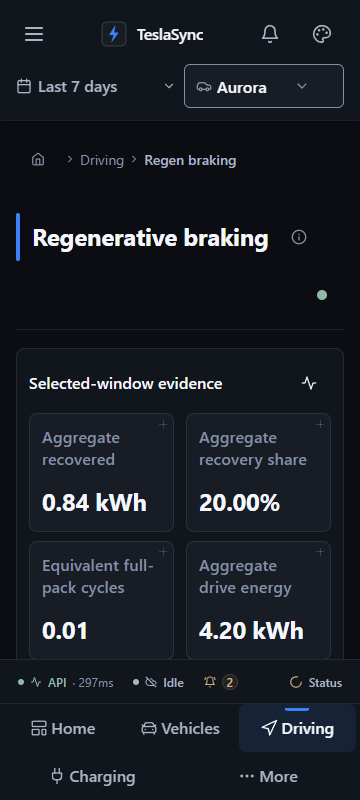 TeslaSync
Last 7 days
Aurora
Driving
Regen braking
Regenerative braking
Selected-window evidence
Aggregate
recovered
0.84 kWh
Aggregate
recovery share
20.00%
Equivalent full-
pack cycles
0.01
Aggregate
drive energy
4.20 kWh
API · 297ms
Idle
2
Status
Home
Vehicles
Driving
Charging
More